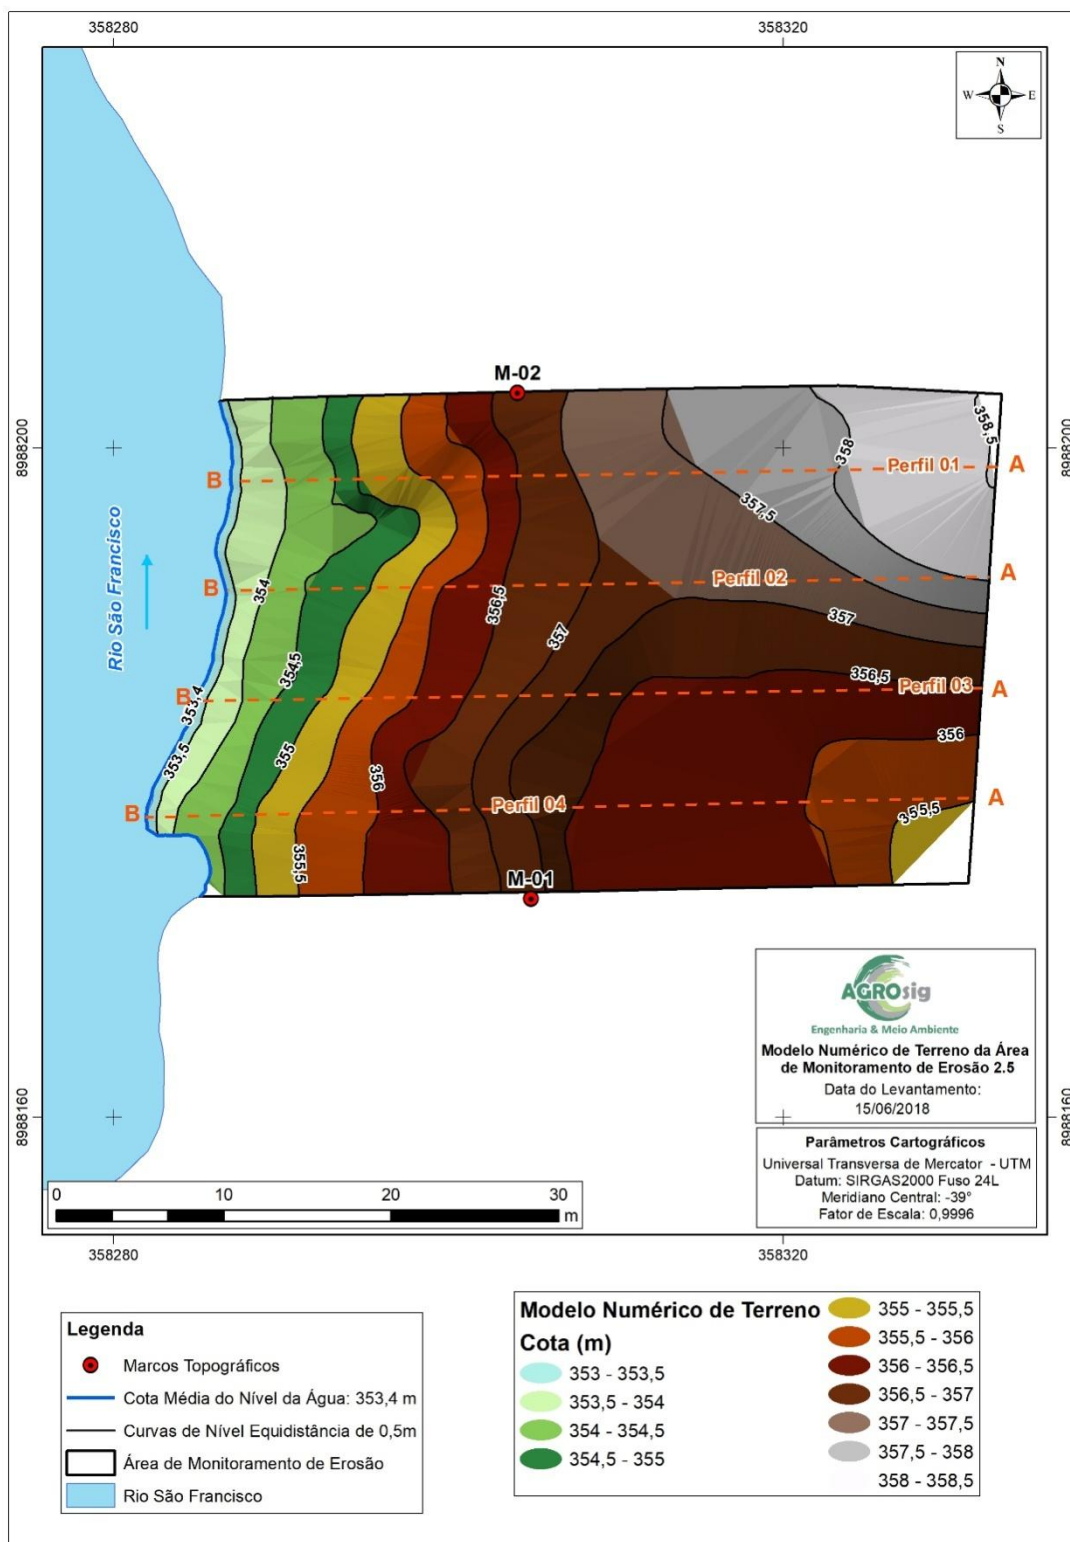 358280
358320
N
W
E
S
M-02
8988200
8988200
358,5
358
Perfil 01
A
B
357,5
Rio São Francisco
354
356,5
Perfil 02
A
B
357
357
354,5
356,5
Perfil 03
A
B
353,4
353,5
355
356
356
Perfil 04
A
B
355,5
355,5
M-01
AGROsig
Engenharia & Meio Ambiente
Modelo Numérico de Terreno da Área
de Monitoramento de Erosão 2.5
Data do Levantamento:
15/06/2018
8988160
8988160
Parâmetros Cartográficos
Universal Transversa de Mercator - UTM
Datum: SIRGAS2000 Fuso 24L
Meridiano Central: -39°
Fator de Escala: 0,9996
0
10
20
30
m
358280
358320
Legenda
Marcos Topográficos
Cota Média do Nível da Água: 353,4 m
Curvas de Nível Equidistância de 0,5m
Área de Monitoramento de Erosão
Rio São Francisco
Modelo Numérico de Terreno
Cota (m)
353 - 353,5
353,5 - 354
354 - 354,5
354,5 - 355
355 - 355,5
355,5 - 356
356 - 356,5
356,5 - 357
357 - 357,5
357,5 - 358
358 - 358,5